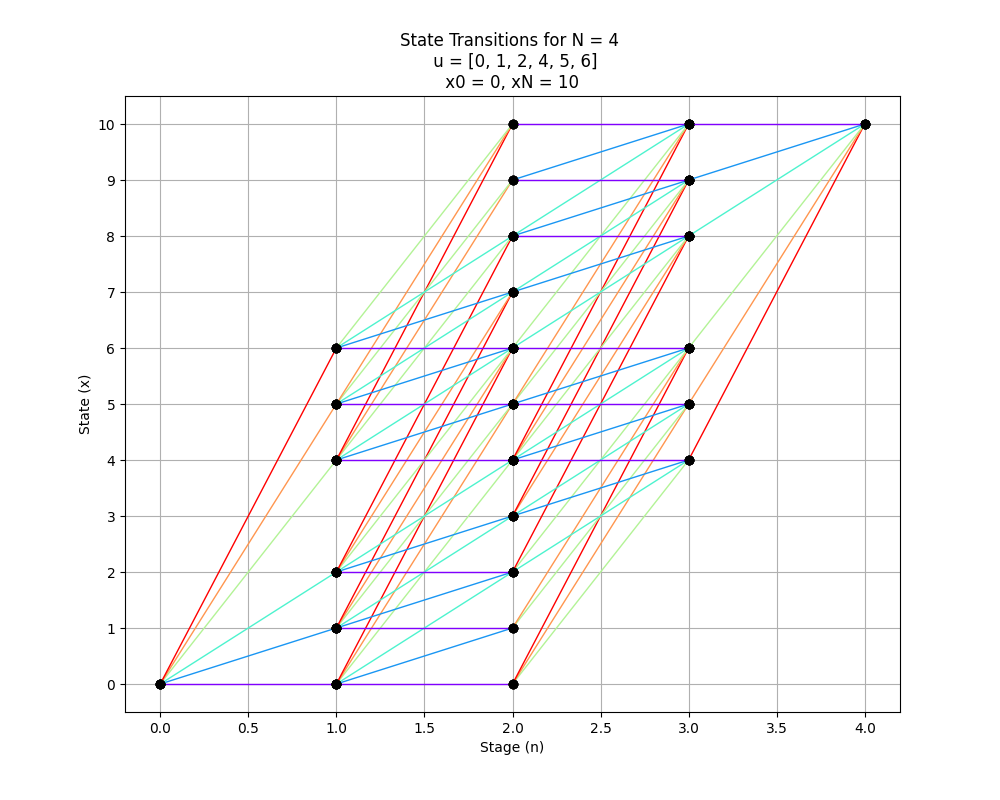 State Transitions for N = 4
u = [0, 1, 2, 4, 5, 6]
x0 = 0, xN = 10
10
9
8
7
6
5
4
3
2
1
0
State (x)
0.0 0.5 1.0 1.5 2.0 2.5 3.0 3.5 4.0
Stage (n)